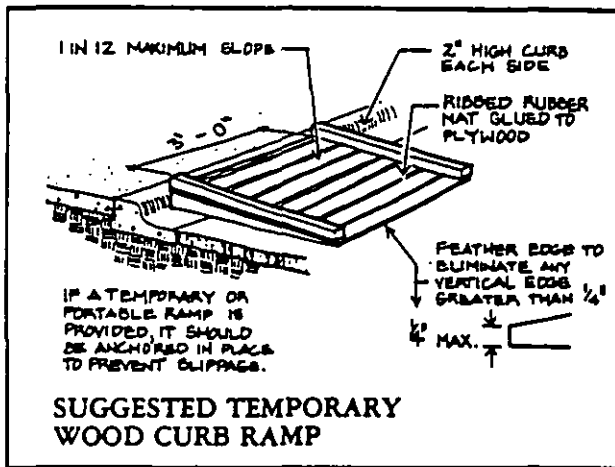 1 IN 12 MAXIMUM SLOPE
2" HIGH CURB
EACH SIDE
RIBBED RUBBER
MAT GLUED TO
PLYWOOD
3' - 0"
FEATHER EDGE TO
ELIMINATE ANY
VERTICAL EDGE
GREATER THAN 1/4"
1/4"
MAX.
IF A TEMPORARY OR
PORTABLE RAMP IS
PROVIDED, IT SHOULD
BE ANCHORED IN PLACE
TO PREVENT SLIPPAGE.
SUGGESTED TEMPORARY
WOOD CURB RAMP